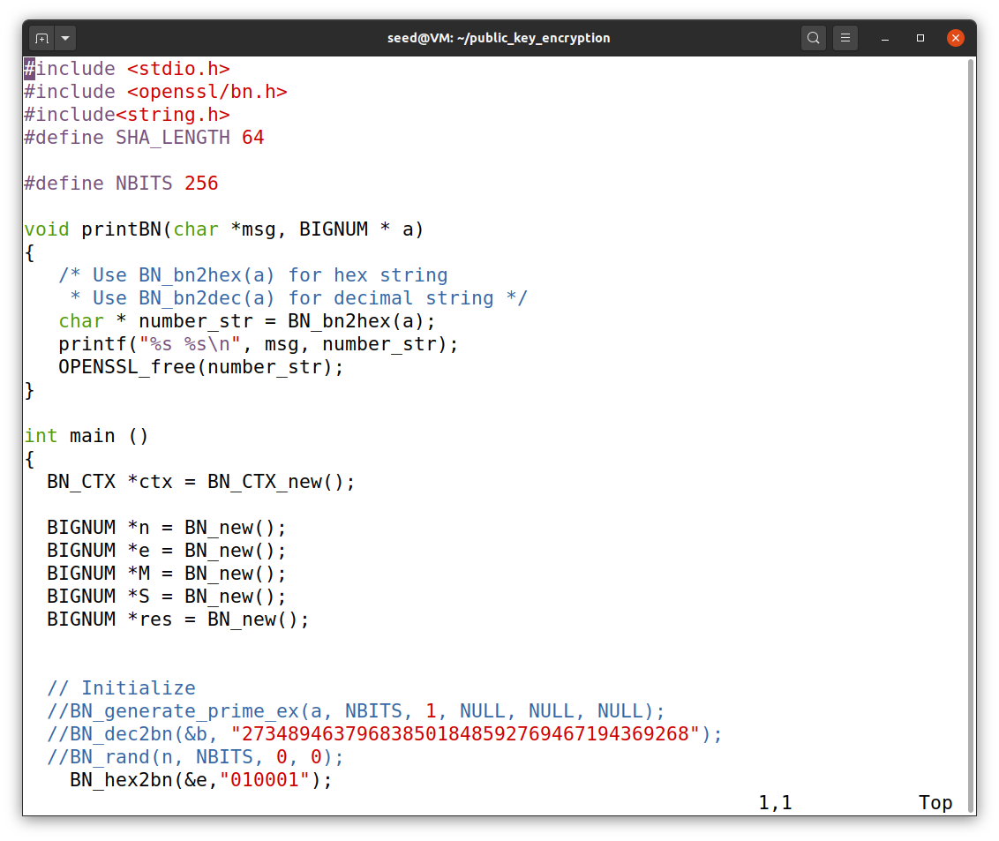 seed@VM: ~/public_key_encryption
#include <stdio.h>
#include <openssl/bn.h>
#include<string.h>
#define SHA_LENGTH 64

#define NBITS 256

void printBN(char *msg, BIGNUM * a)
{
   /* Use BN_bn2hex(a) for hex string
    * Use BN_bn2dec(a) for decimal string */
   char * number_str = BN_bn2hex(a);
   printf("%s %s\n", msg, number_str);
   OPENSSL_free(number_str);
}

int main ()
{
  BN_CTX *ctx = BN_CTX_new();

  BIGNUM *n = BN_new();
  BIGNUM *e = BN_new();
  BIGNUM *M = BN_new();
  BIGNUM *S = BN_new();
  BIGNUM *res = BN_new();


  // Initialize
  //BN_generate_prime_ex(a, NBITS, 1, NULL, NULL, NULL);
  //BN_dec2bn(&b, "273489463796838501848592769467194369268");
  //BN_rand(n, NBITS, 0, 0);
    BN_hex2bn(&e,"010001");
1,1 Top